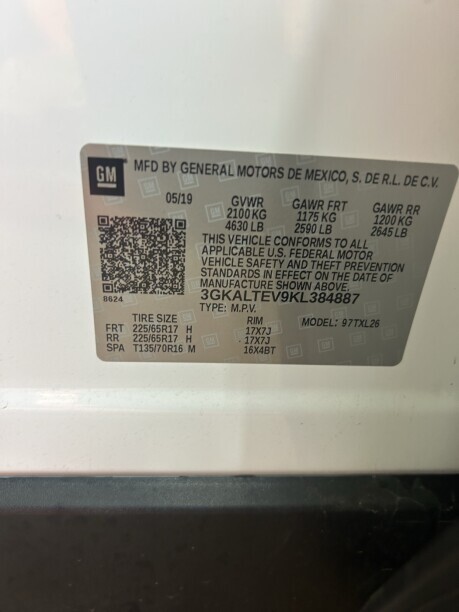 GM MFD BY GENERAL MOTORS DE MEXICO, S. DE R.L. DE C.V.
05/19 GVWR GAWR FRT GAWR RR
2100 KG 1175 KG 1200 KG
4630 LB 2590 LB 2645 LB
THIS VEHICLE CONFORMS TO ALL
APPLICABLE U.S. FEDERAL MOTOR
VEHICLE SAFETY AND THEFT PREVENTION
STANDARDS IN EFFECT ON THE DATE OF
MANUFACTURE SHOWN ABOVE.
8624 3GKALTEV9KL384887
TYPE: M.P.V.
TIRE SIZE RIM MODEL: 97TXL26
FRT 225/65R17 H 17X7J
RR 225/65R17 H 17X7J
SPA T135/70R16 M 16X4BT